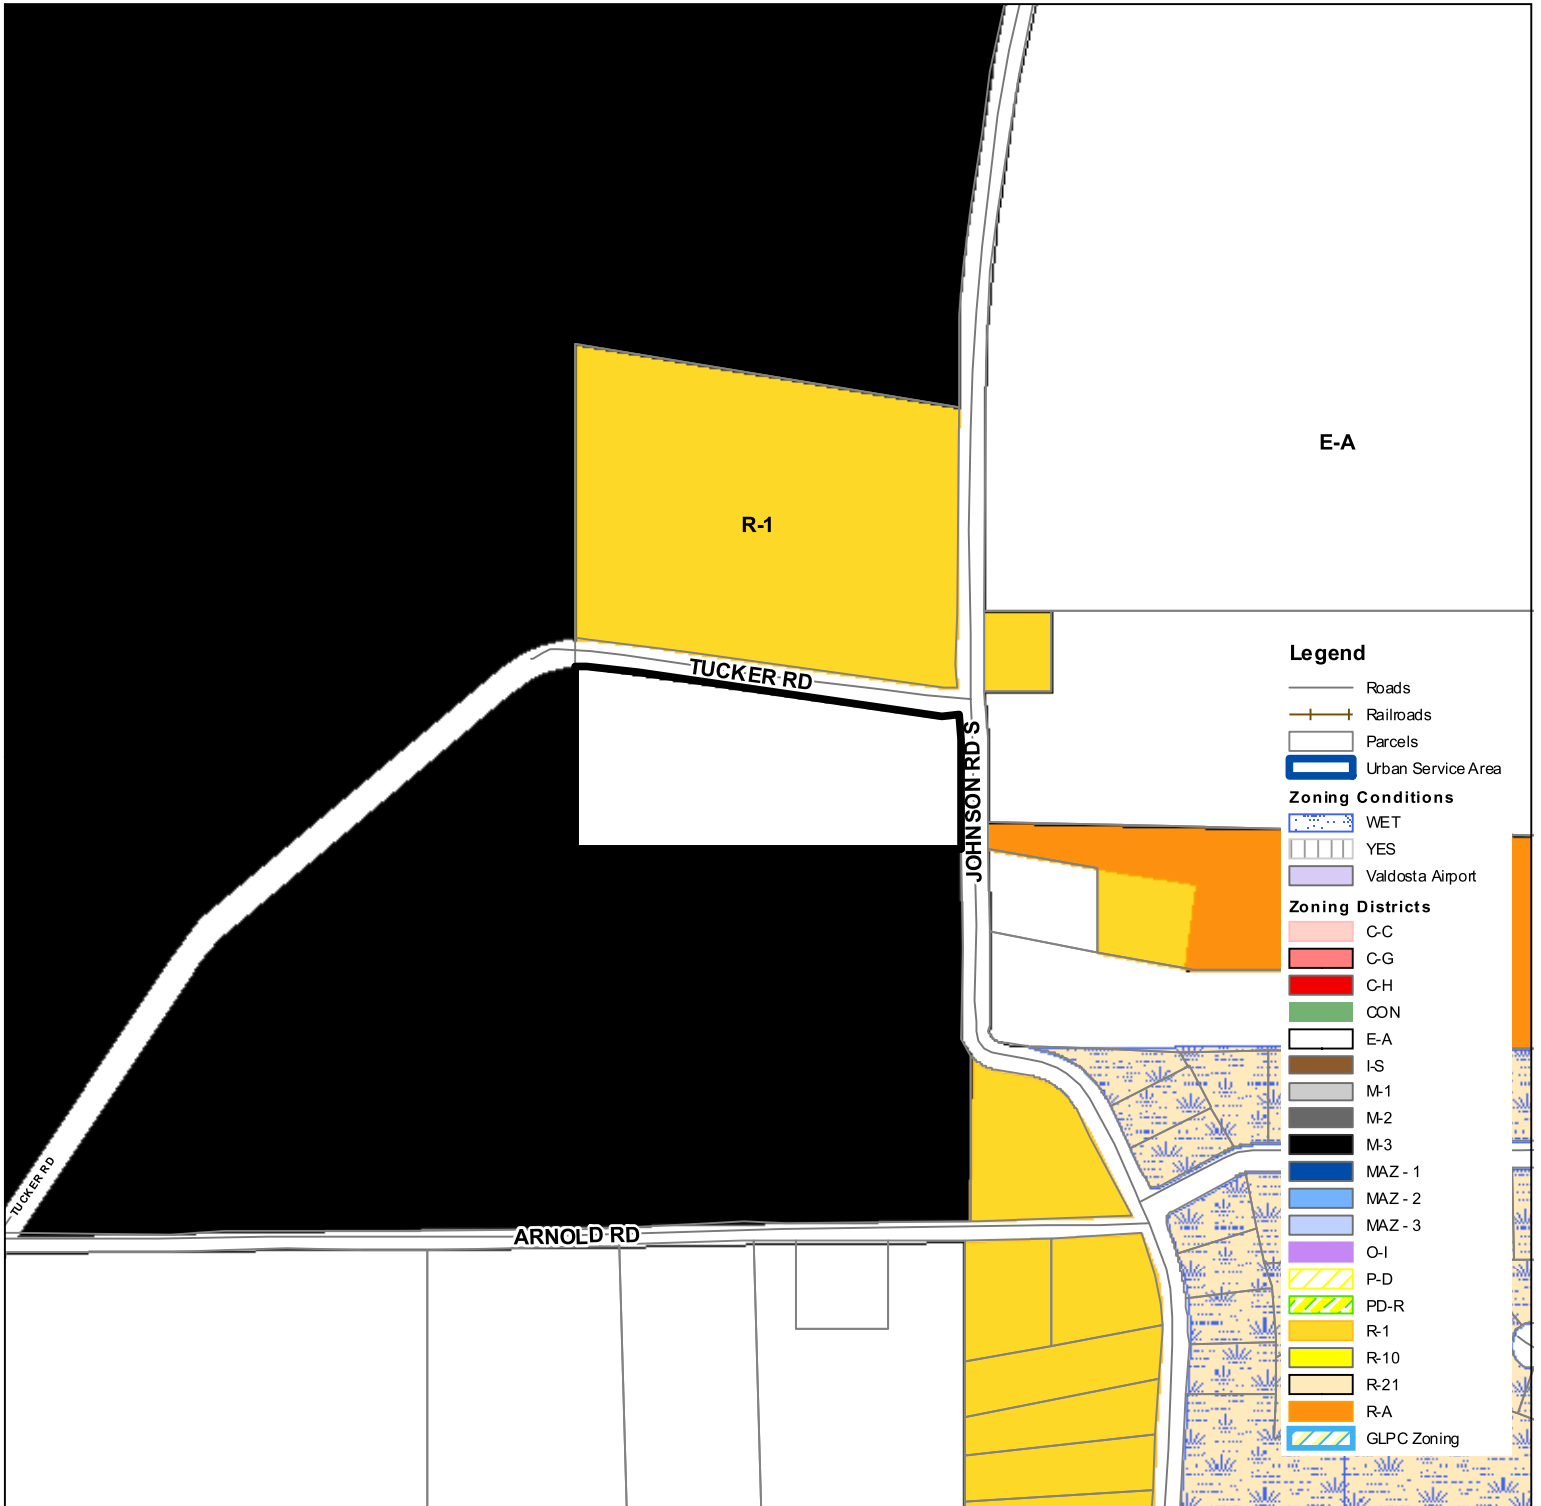 E-A
R-1
TUCKER RD
JOHNSON RD S
TUCKER RD
ARNOLD RD
Legend
Roads
Railroads
Parcels
Urban Service Area
Zoning Conditions
WET
YES
Valdosta Airport
Zoning Districts
C-C
C-G
C-H
CON
E-A
I-S
M-1
M-2
M-3
MAZ - 1
MAZ - 2
MAZ - 3
O-I
P-D
PD-R
R-1
R-10
R-21
R-A
GLPC Zoning